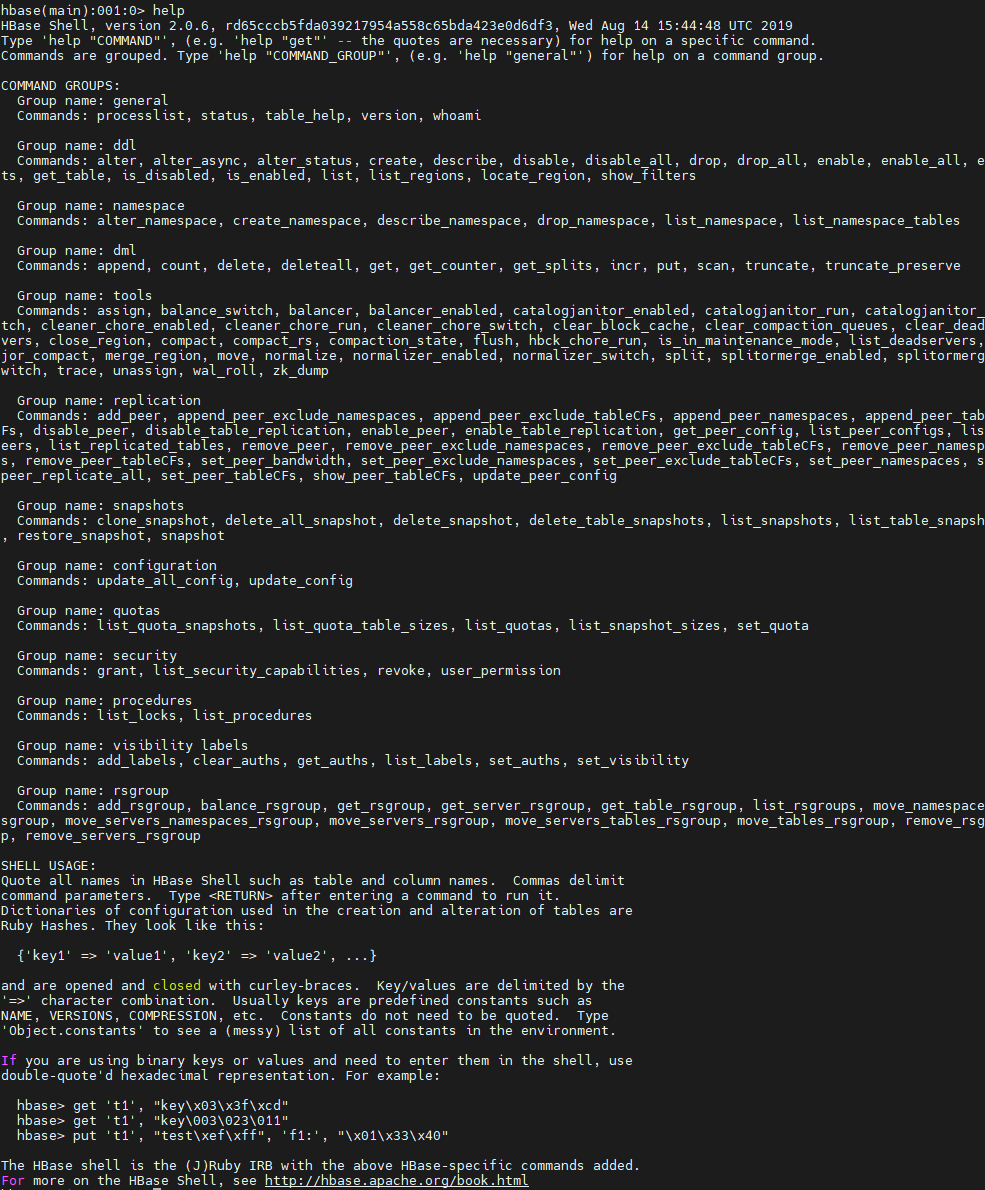 hbase(main):001:0> help
HBase Shell, version 2.0.6, rd65cccb5fda039217954a558c65bda423e0d6df3, Wed Aug 14 15:44:48 UTC 2019
Type 'help "COMMAND"', (e.g. 'help "get"' -- the quotes are necessary) for help on a specific command.
Commands are grouped. Type 'help "COMMAND_GROUP"', (e.g. 'help "general"') for help on a command group.
COMMAND GROUPS:
Group name: general
Commands: processlist, status, table_help, version, whoami
Group name: ddl
Commands: alter, alter_async, alter_status, create, describe, disable, disable_all, drop, drop_all, enable, enable_all, e
ts, get_table, is_disabled, is_enabled, list, list_regions, locate_region, show_filters
Group name: namespace
Commands: alter_namespace, create_namespace, describe_namespace, drop_namespace, list_namespace, list_namespace_tables
Group name: dml
Commands: append, count, delete, deleteall, get, get_counter, get_splits, incr, put, scan, truncate, truncate_preserve
Group name: tools
Commands: assign, balance_switch, balancer, balancer_enabled, catalogjanitor_enabled, catalogjanitor_run, catalogjanitor_
tch, cleaner_chore_enabled, cleaner_chore_run, cleaner_chore_switch, clear_block_cache, clear_compaction_queues, clear_dead
vers, close_region, compact, compact_rs, compaction_state, flush, hbck_chore_run, is_in_maintenance_mode, list_deadservers,
jor_compact, merge_region, move, normalize, normalizer_enabled, normalizer_switch, split, splitormerge_enabled, splitormerg
witch, trace, unassign, wal_roll, zk_dump
Group name: replication
Commands: add_peer, append_peer_exclude_namespaces, append_peer_exclude_tableCFs, append_peer_namespaces, append_peer_tab
Fs, disable_peer, disable_table_replication, enable_peer, enable_table_replication, get_peer_config, list_peer_configs, lis
eers, list_replicated_tables, remove_peer, remove_peer_exclude_namespaces, remove_peer_exclude_tableCFs, remove_peer_namesp
s, remove_peer_tableCFs, set_peer_bandwidth, set_peer_exclude_namespaces, set_peer_exclude_tableCFs, set_peer_namespaces, s
peer_replicate_all, set_peer_tableCFs, show_peer_tableCFs, update_peer_config
Group name: snapshots
Commands: clone_snapshot, delete_all_snapshot, delete_snapshot, delete_table_snapshots, list_snapshots, list_table_snapsh
, restore_snapshot, snapshot
Group name: configuration
Commands: update_all_config, update_config
Group name: quotas
Commands: list_quota_snapshots, list_quota_table_sizes, list_quotas, list_snapshot_sizes, set_quota
Group name: security
Commands: grant, list_security_capabilities, revoke, user_permission
Group name: procedures
Commands: list_locks, list_procedures
Group name: visibility labels
Commands: add_labels, clear_auths, get_auths, list_labels, set_auths, set_visibility
Group name: rsgroup
Commands: add_rsgroup, balance_rsgroup, get_rsgroup, get_server_rsgroup, get_table_rsgroup, list_rsgroups, move_namespace
sgroup, move_servers_namespaces_rsgroup, move_servers_rsgroup, move_servers_tables_rsgroup, move_tables_rsgroup, remove_rsg
p, remove_servers_rsgroup
SHELL USAGE:
Quote all names in HBase Shell such as table and column names.  Commas delimit
command parameters.  Type <RETURN> after entering a command to run it.
Dictionaries of configuration used in the creation and alteration of tables are
Ruby Hashes. They look like this:
{'key1' => 'value1', 'key2' => 'value2', ...}
and are opened and closed with curley-braces.  Key/values are delimited by the
'=>' character combination.  Usually keys are predefined constants such as
NAME, VERSIONS, COMPRESSION, etc.  Constants do not need to be quoted.  Type
'Object.constants' to see a (messy) list of all constants in the environment.
If you are using binary keys or values and need to enter them in the shell, use
double-quote'd hexadecimal representation. For example:
hbase> get 't1', "key\x03\x3f\xcd"
hbase> get 't1', "key\003\023\011"
hbase> put 't1', "test\xef\xff", 'f1:', "\x01\x33\x40"
The HBase shell is the (J)Ruby IRB with the above HBase-specific commands added.
For more on the HBase Shell, see http://hbase.apache.org/book.html